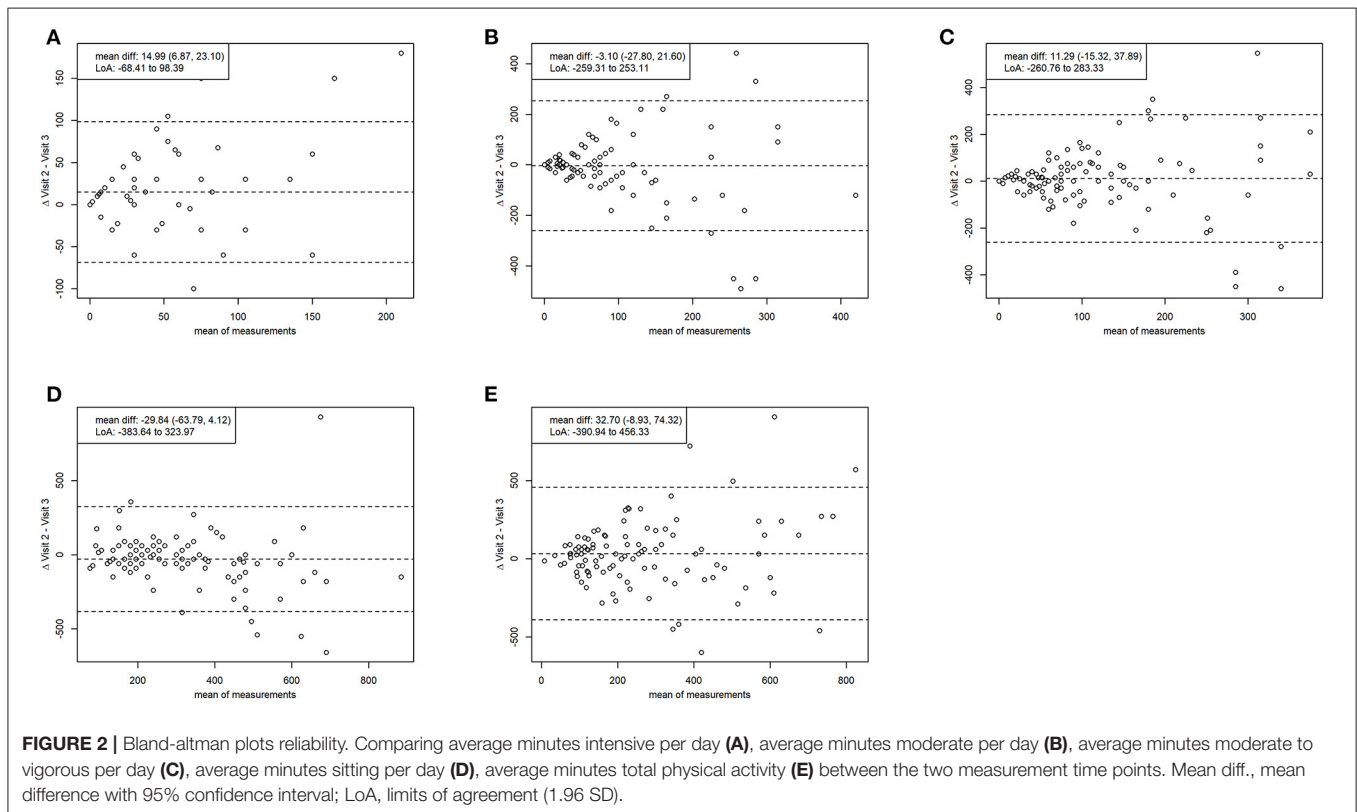 A
mean diff: 14.99 (6.87, 23.10)
LoA: -68.41 to 98.39
Δ Visit 2 - Visit 3
150
100
50
0
-50
-100
0 50 100 150 200
mean of measurements
B
mean diff: -3.10 (-27.80, 21.60)
LoA: -259.31 to 253.11
Δ Visit 2 - Visit 3
400
200
0
-200
-400
0 100 200 300 400
mean of measurements
C
mean diff: 11.29 (-15.32, 37.89)
LoA: -260.76 to 283.33
Δ Visit 2 - Visit 3
400
200
0
-200
-400
0 100 200 300
mean of measurements
D
mean diff: -29.84 (-63.79, 4.12)
LoA: -383.64 to 323.97
Δ Visit 2 - Visit 3
500
0
-500
200 400 600 800
mean of measurements
E
mean diff: 32.70 (-8.93, 74.32)
LoA: -390.94 to 456.33
Δ Visit 2 - Visit 3
500
0
-500
0 200 400 600 800
mean of measurements
FIGURE 2 | Bland-altman plots reliability. Comparing average minutes intensive per day (A), average minutes moderate per day (B), average minutes moderate to
vigorous per day (C), average minutes sitting per day (D), average minutes total physical activity (E) between the two measurement time points. Mean diff., mean
difference with 95% confidence interval; LoA, limits of agreement (1.96 SD).